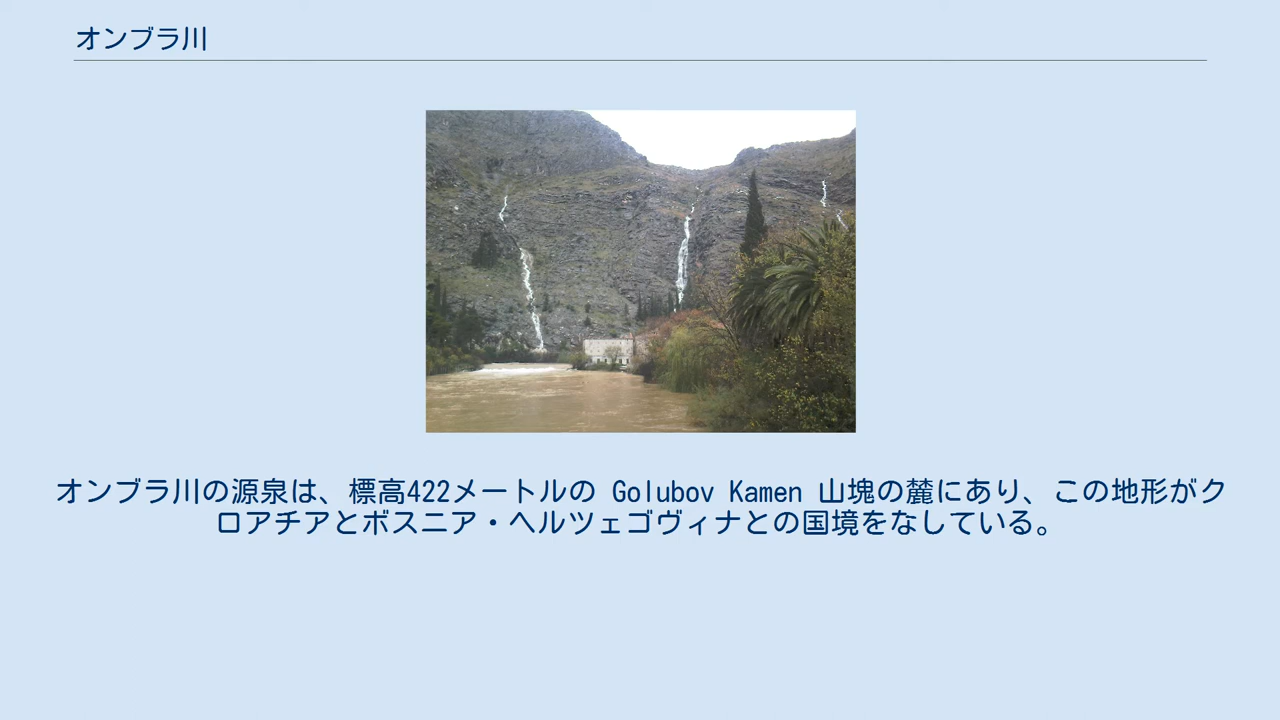 オンブラ川
オンブラ川の源泉は、標高422メートルの Golubov Kamen 山塊の麓にあり、この地形がク
ロアチアとボスニア・ヘルツェゴヴィナとの国境をなしている。